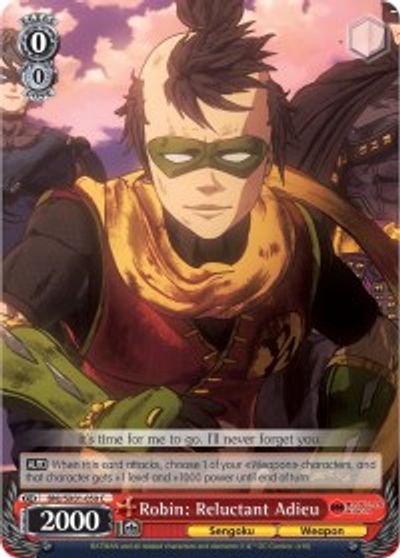 0
0
It's time for me to go. I'll never forget you.
When this card attacks, choose 1 of your «Weapon» characters, and
that character gets +1 level and +1000 power until end of turn.
2000
Robin: Reluctant Adieu
Sengoku Weapon